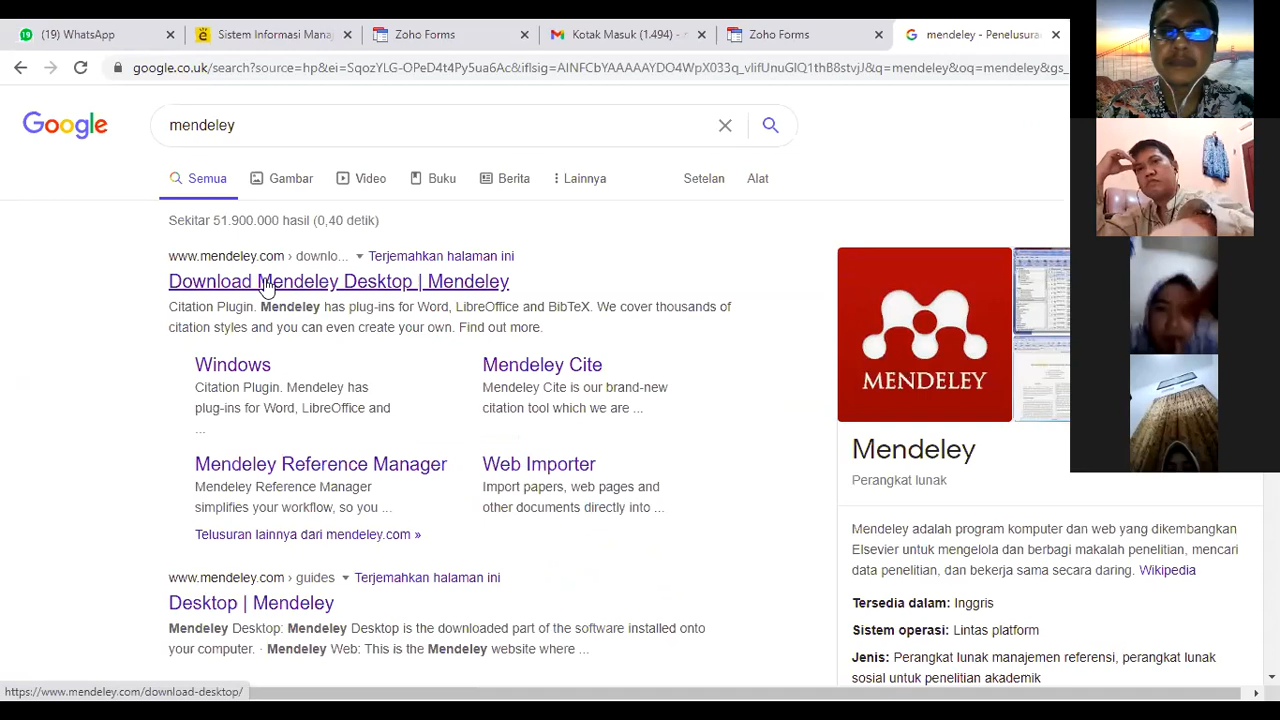 (19) WhatsApp
Sistem Informasi Mana
Zoho Forms
Kotak Masuk (1.494) -
Zoho Forms
mendeley - Penelusura
google.co.uk/search?source=hp&ei=SqozYLG-OPeD4t4Py5ua6Ac&iflsig=AINFCbYAAAAAYDO4WpX033q_vlifUnuGlQ1thB8stvjJ&q=mendeley&oq=mendeley&gs_
Google
mendeley
Semua
Gambar
Video
Buku
Berita
Lainnya
Setelan
Alat
Sekitar 51.900.000 hasil (0,40 detik)
www.mendeley.com › downlo... Terjemahkan halaman ini
Download Mendeley Desktop | Mendeley
Citation Plugin. Mendeley has plug-ins for Word, LibreOffice and BibTeX. We cover thousands of
citation styles and you can even create your own. Find out more.
Windows
Citation Plugin. Mendeley has
plug-ins for Word, LibreOffice and
...
Mendeley Cite
Mendeley Cite is our brand-new
citation tool which we are ...
Mendeley Reference Manager
Mendeley Reference Manager
simplifies your workflow, so you ...
Web Importer
Import papers, web pages and
other documents directly into ...
Telusuran lainnya dari mendeley.com »
www.mendeley.com › guides Terjemahkan halaman ini
Desktop | Mendeley
Mendeley Desktop: Mendeley Desktop is the downloaded part of the software installed onto
your computer. · Mendeley Web: This is the Mendeley website where ...
MENDELEY
Mendeley
Perangkat lunak
Mendeley adalah program komputer dan web yang dikembangkan
Elsevier untuk mengelola dan berbagi makalah penelitian, mencari
data penelitian, dan bekerja sama secara daring. Wikipedia
Tersedia dalam: Inggris
Sistem operasi: Lintas platform
Jenis: Perangkat lunak manajemen referensi, perangkat lunak
sosial untuk penelitian akademik
https://www.mendeley.com/download-desktop/